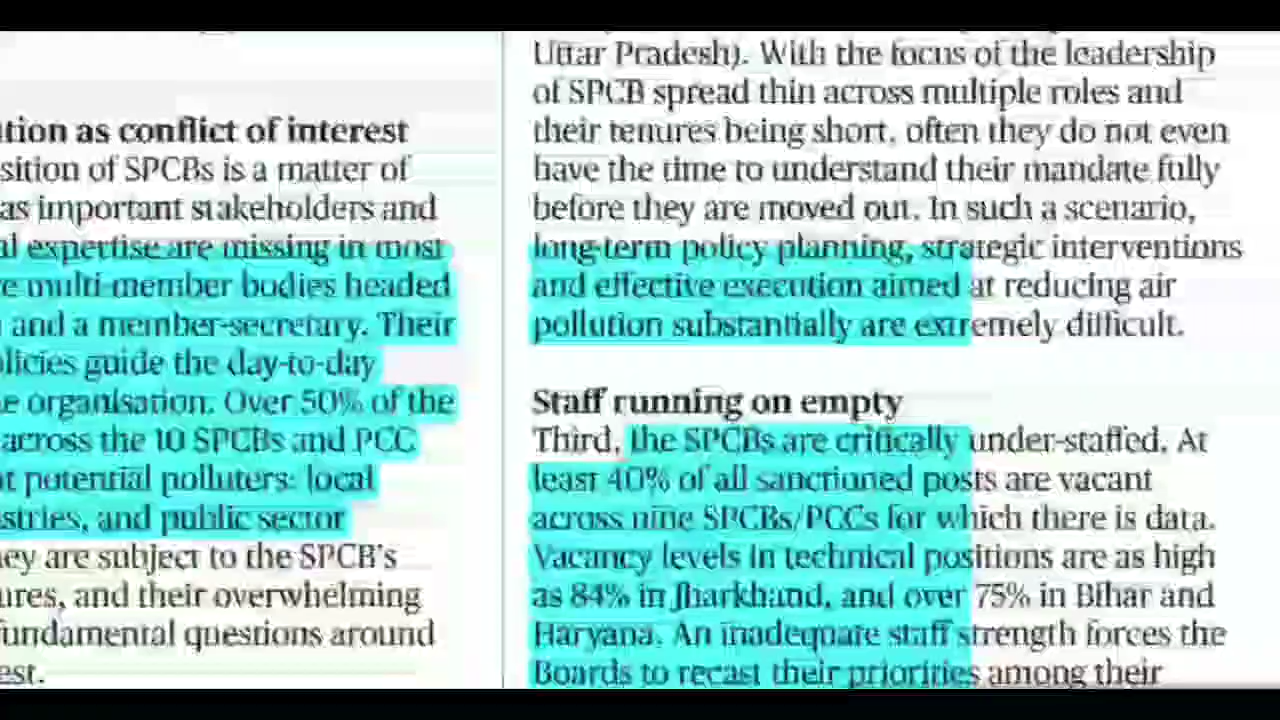 tion as conflict of interest
sition of SPCBs is a matter of
as important stakeholders and
al expertise are missing in most
e multi-member bodies headed
and a member-secretary. Their
licies guide the day-to-day
e organisation. Over 50% of the
across the 10 SPCBs and PCC
t potential polluters: local
stries, and public sector
ey are subject to the SPCB's
ures, and their overwhelming
fundamental questions around
est.
Uttar Pradesh). With the focus of the leadership
of SPCB spread thin across multiple roles and
their tenures being short, often they do not even
have the time to understand their mandate fully
before they are moved out. In such a scenario,
long-term policy planning, strategic interventions
and effective execution aimed at reducing air
pollution substantially are extremely difficult.
Staff running on empty
Third, the SPCBs are critically under-staffed. At
least 40% of all sanctioned posts are vacant
across nine SPCBs/PCCs for which there is data.
Vacancy levels in technical positions are as high
as 84% in Jharkhand, and over 75% in Bihar and
Haryana. An inadequate staff strength forces the
Boards to recast their priorities among their